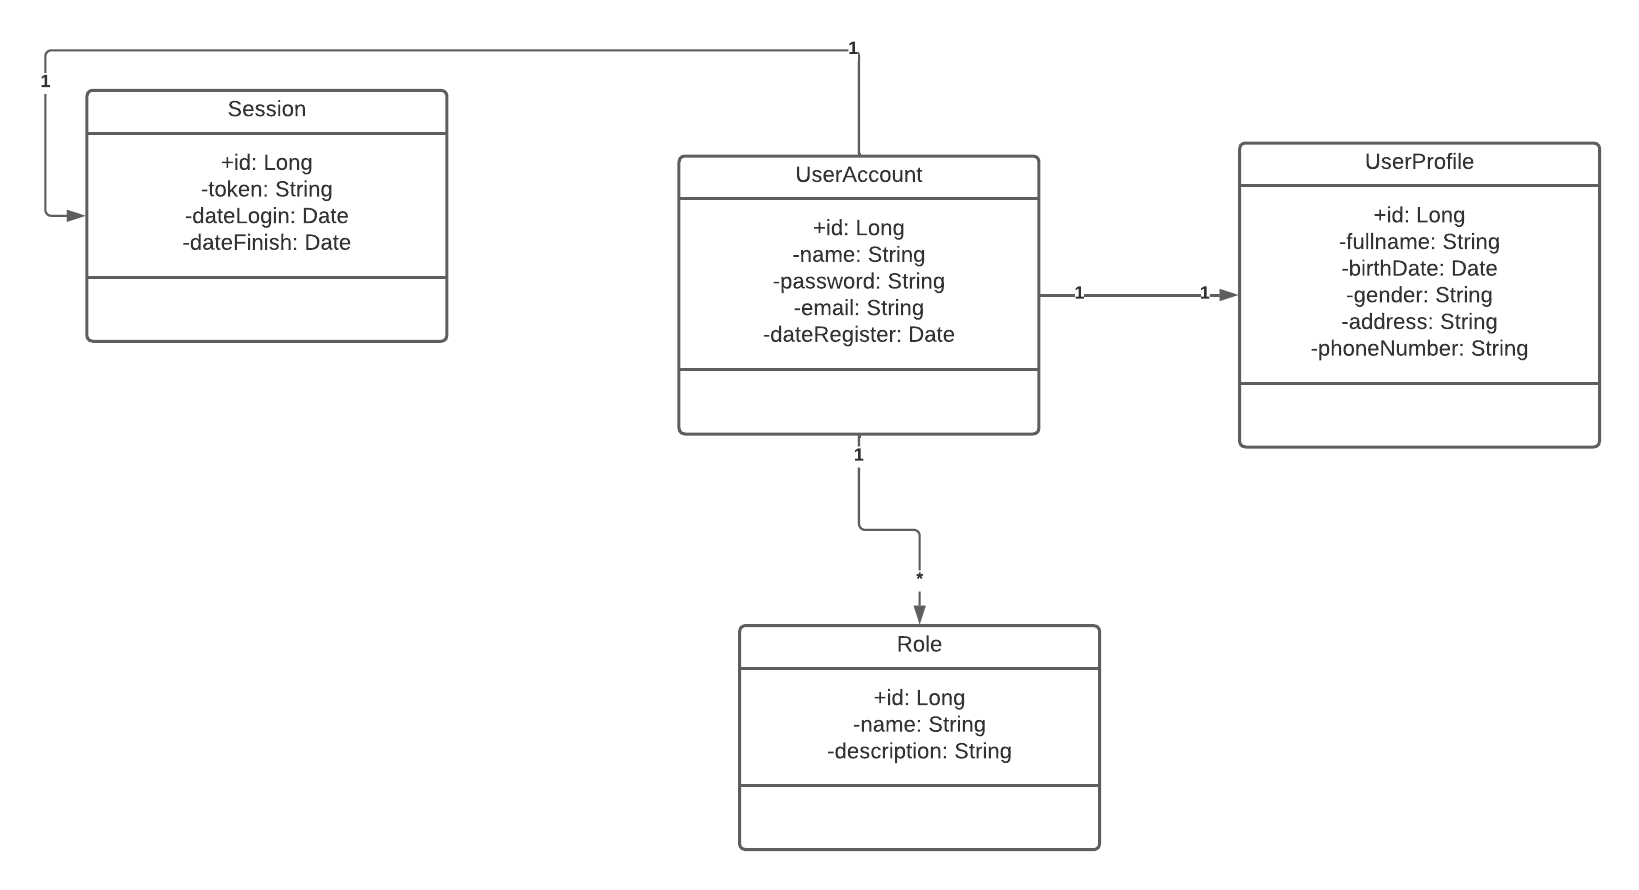 1
1
Session
+id: Long
-token: String
-dateLogin: Date
-dateFinish: Date
UserAccount
+id: Long
-name: String
-password: String
-email: String
-dateRegister: Date
1
1
UserProfile
+id: Long
-fullname: String
-birthDate: Date
-gender: String
-address: String
-phoneNumber: String
1
*
Role
+id: Long
-name: String
-description: String